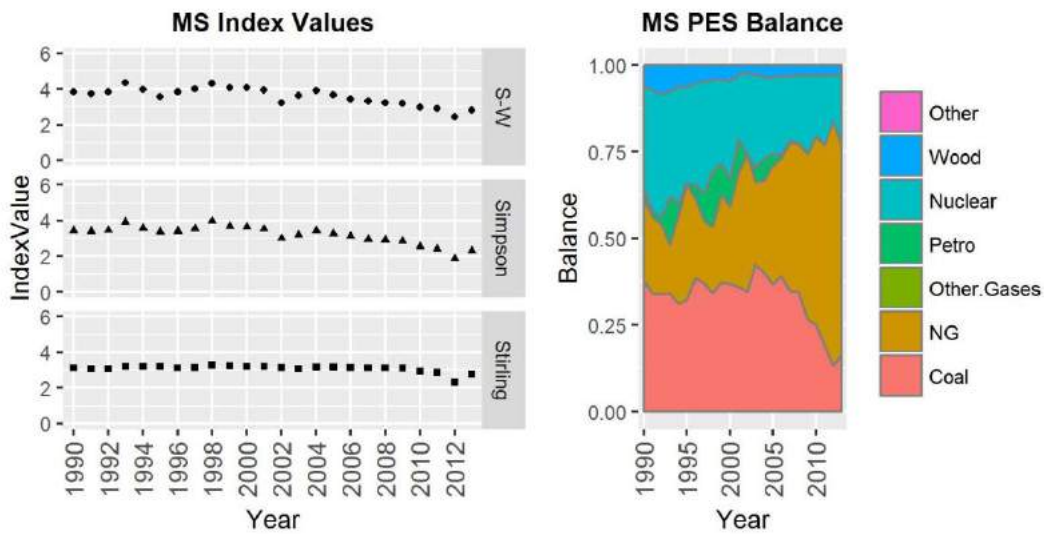 MS Index Values
IndexValue
6
4
2
0
S-W
6
4
2
0
Simpson
6
4
2
0
Stirling
1990
1992
1994
1996
1998
2000
2002
2004
2006
2008
2010
2012
Year
MS PES Balance
Balance
1.00
0.75
0.50
0.25
0.00
1990
1995
2000
2005
2010
Year
Other
Wood
Nuclear
Petro
Other.Gases
NG
Coal